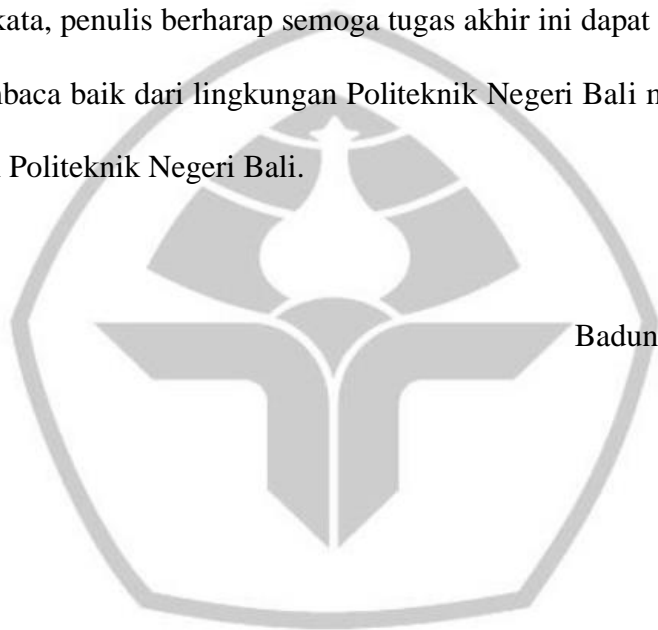 kata, penulis berharap semoga tugas akhir ini dapat
baca baik dari lingkungan Politeknik Negeri Bali
Politeknik Negeri Bali.
Badun